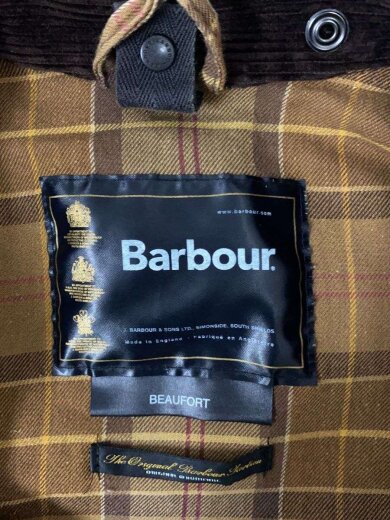 www.barbour.com
Barbour.
J. BARBOUR & SONS LTD., SIMONSIDE, SOUTH SHIELDS
Made in England - Fabriqué en Angleterre
BEAUFORT
The Original Barbour